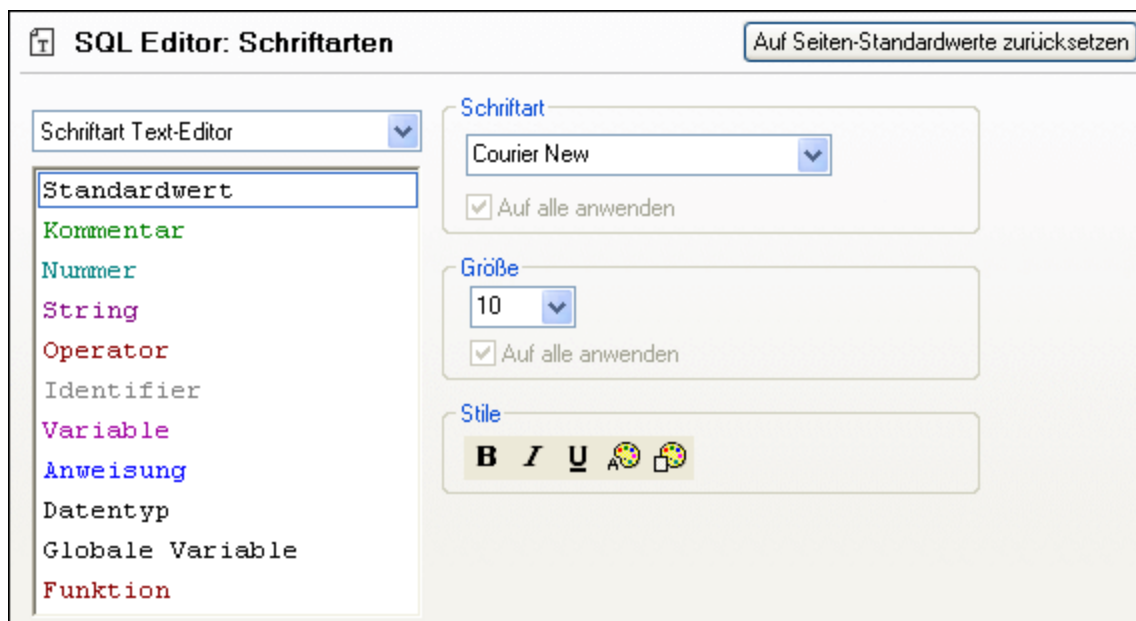 SQL Editor: Schriftarten
Auf Seiten-Standardwerte zurücksetzen
Schriftart Text-Editor
Standardwert
Kommentar
Nummer
String
Operator
Identifier
Variable
Anweisung
Datentyp
Globale Variable
Funktion
Schriftart
Courier New
Auf alle anwenden
Größe
10
Auf alle anwenden
Stile
B I U